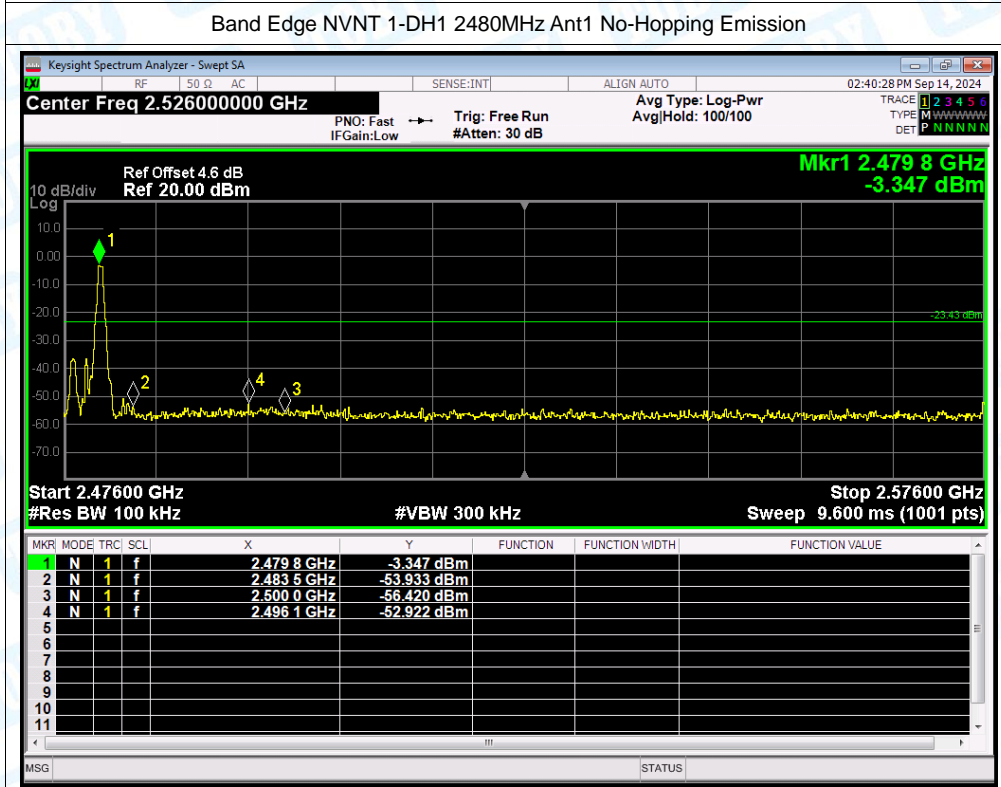 Band Edge NVNT 1-DH1 2480MHz Ant1 No-Hopping Emission
Keysight Spectrum Analyzer - Swept SA
LXI RF 50 Ω AC SENSE:INT ALIGN AUTO 02:40:28 PM Sep 14, 2024
Center Freq 2.526000000 GHz
PNO: Fast
IFGain:Low
Trig: Free Run
#Atten: 30 dB
Avg Type: Log-Pwr
Avg|Hold: 100/100
TRACE 1 2 3 4 5 6
TYPE M WWWWW
DET P N N N N N
Mkr1 2.479 8 GHz
-3.347 dBm
Ref Offset 4.6 dB
10 dB/div Ref 20.00 dBm
Log
10.0
0.00
-10.0
-20.0
-30.0
-40.0
-50.0
-60.0
-70.0
1
2
4
3
-23.43 dBm
Start 2.47600 GHz Stop 2.57600 GHz
#Res BW 100 kHz #VBW 300 kHz Sweep 9.600 ms (1001 pts)
MKR MODE TRC SCL X Y FUNCTION FUNCTION WIDTH FUNCTION VALUE
1 N 1 f 2.479 8 GHz -3.347 dBm
2 N 1 f 2.483 5 GHz -53.933 dBm
3 N 1 f 2.500 0 GHz -56.420 dBm
4 N 1 f 2.496 1 GHz -52.922 dBm
5
6
7
8
9
10
11
MSG STATUS